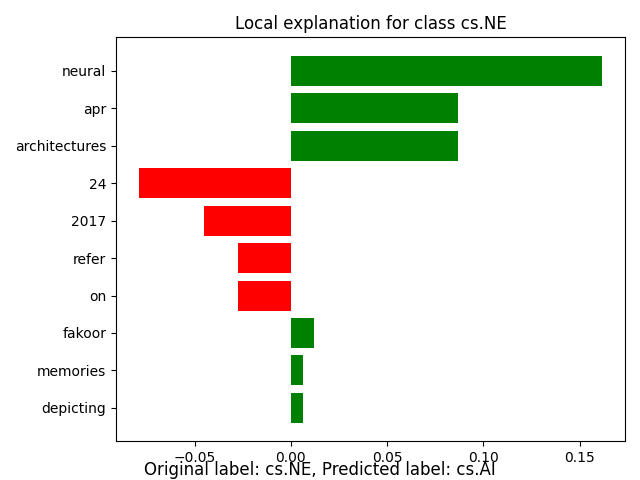 Local explanation for class cs.NE
neural
apr
architectures
24
2017
refer
on
fakoor
memories
depicting
−0.05 0.00 0.05 0.10 0.15
Original label: cs.NE, Predicted label: cs.AI